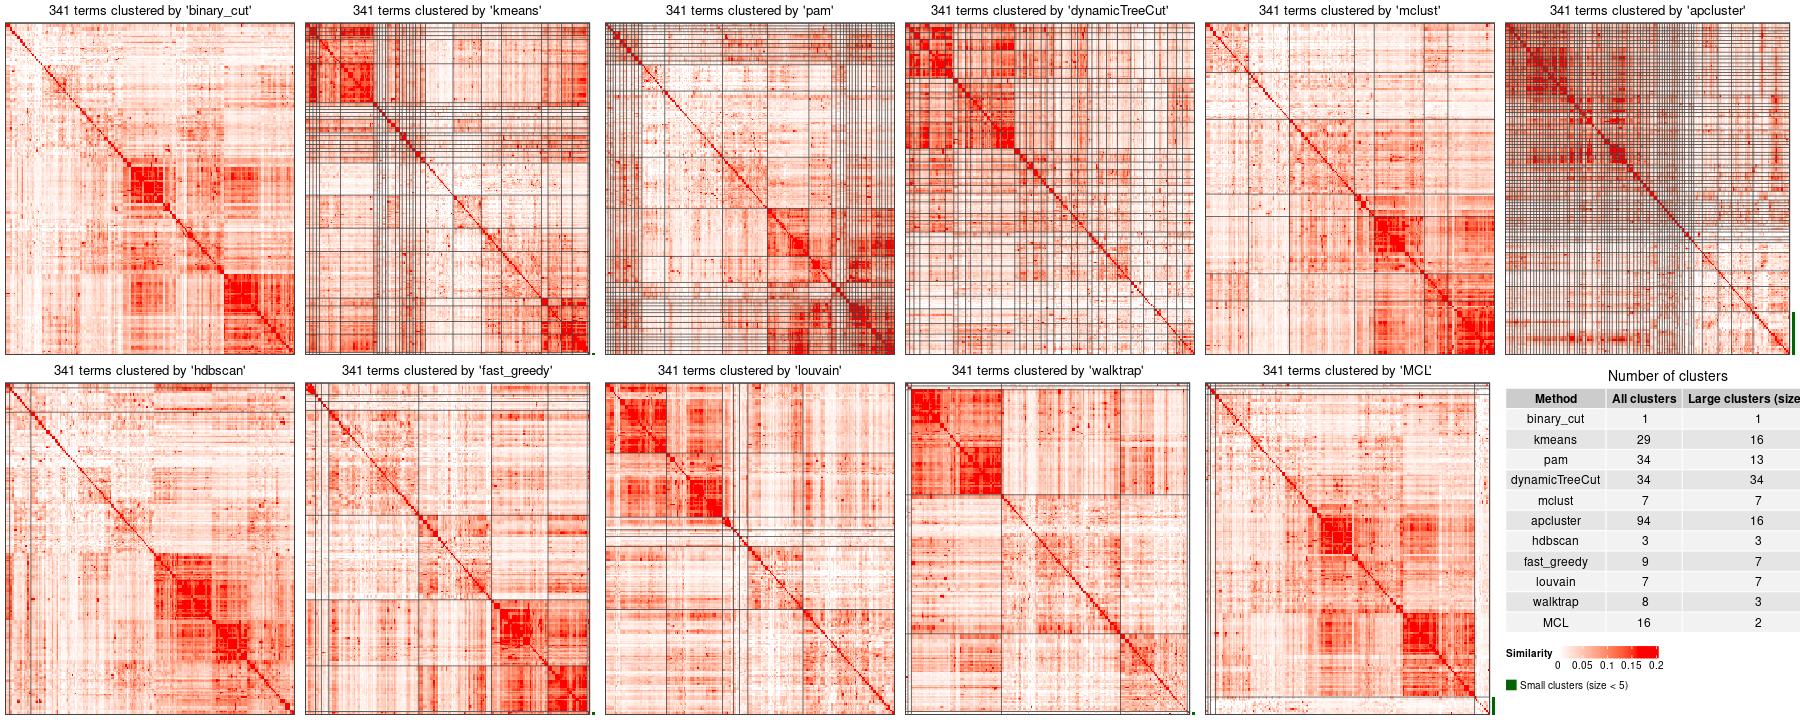 341 terms clustered by 'binary_cut'
341 terms clustered by 'kmeans'
341 terms clustered by 'pam'
341 terms clustered by 'dynamicTreeCut'
341 terms clustered by 'mclust'
341 terms clustered by 'apcluster'
341 terms clustered by 'hdbscan'
341 terms clustered by 'fast_greedy'
341 terms clustered by 'louvain'
341 terms clustered by 'walktrap'
341 terms clustered by 'MCL'
Number of clusters
Method All clusters Large clusters (size
binary_cut 1 1
kmeans 29 16
pam 34 13
dynamicTreeCut 34 34
mclust 7 7
apcluster 94 16
hdbscan 3 3
fast_greedy 9 7
louvain 7 7
walktrap 8 3
MCL 16 2
Similarity
0 0.05 0.1 0.15 0.2
Small clusters (size < 5)